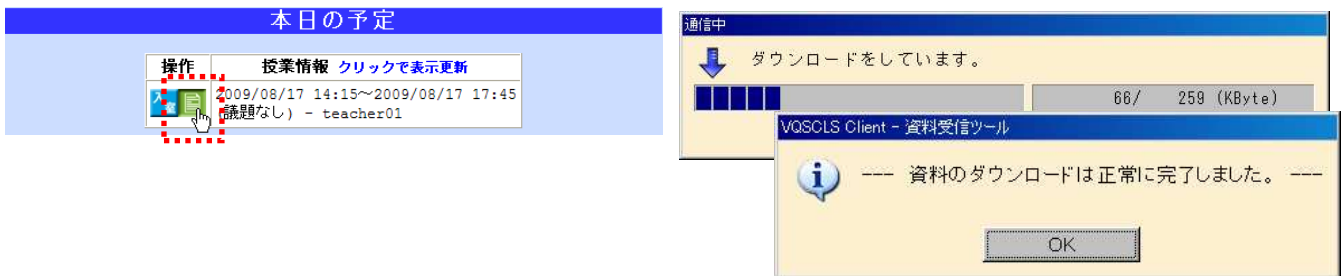 本日の予定
操作 授業情報 クリックで表示更新
入室 2009/08/17 14:15～2009/08/17 17:45
議題なし) - teacher01
通信中
ダウンロードをしています。
66/ 259 (KByte)
VQSCLS Client - 資料受信ツール
--- 資料のダウンロードは正常に完了しました。 ---
OK